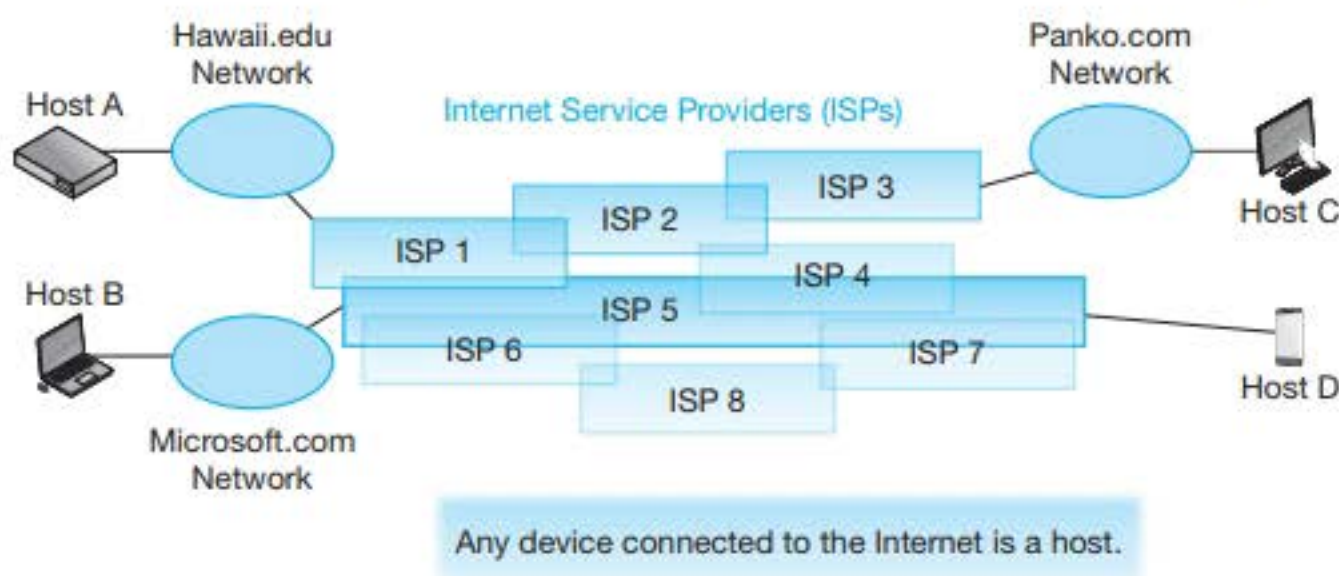 Hawaii.edu
Network
Panko.com
Network
Host A
Internet Service Providers (ISPs)
ISP 3
ISP 2
Host C
ISP 1
ISP 4
Host B
ISP 5
ISP 6
ISP 7
Host D
ISP 8
Microsoft.com
Network
Any device connected to the Internet is a host.